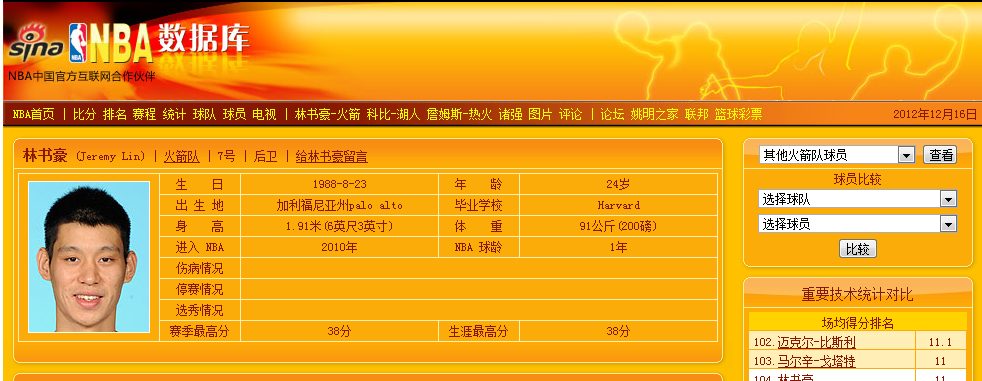 sina NBA 数据库
NBA中国官方互联网合作伙伴
NBA首页 | 比分 排名 赛程 统计 球队 球员 电视 | 林书豪-火箭 科比-湖人 詹姆斯-热火 诸强 图片 评论 | 论坛 姚明之家 联邦 篮球彩票 2012年12月16日
林书豪 (Jeremy Lin) | 火箭队 | 7号 | 后卫 | 给林书豪留言
生 日 1988-8-23 年 龄 24岁
出 生 地 加利福尼亚州palo alto 毕业学校 Harvard
身 高 1.91米(6英尺3英寸) 体 重 91公斤(200磅)
进入 NBA 2010年 NBA 球龄 1年
伤病情况
停赛情况
选秀情况
赛季最高分 38分 生涯最高分 38分
其他火箭队球员 查看
球员比较
选择球队
选择球员
比较
重要技术统计对比
场均得分排名
102. 迈克尔-比斯利 11.1
103. 马尔辛-戈塔特 11
104. 林书豪 11